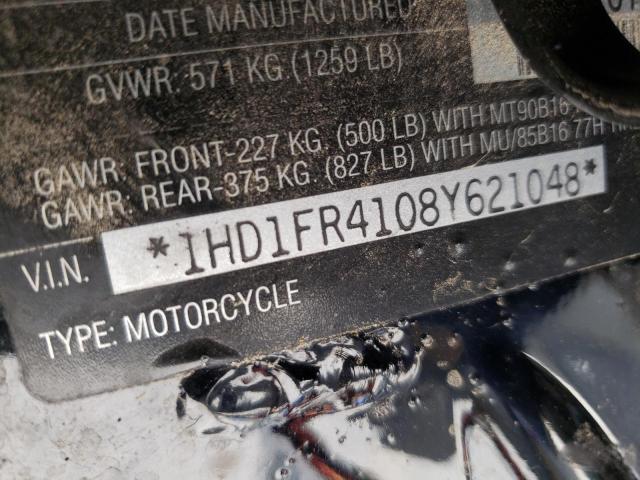 DATE MANUFACTURED
GVWR: 571 KG (1259 LB)
GAWR: FRONT-227 KG. (500 LB) WITH MT90B16
GAWR: REAR-375 KG. (827 LB) WITH MU/85B16 77H
V.I.N. *1HD1FR4108Y621048*
TYPE: MOTORCYCLE